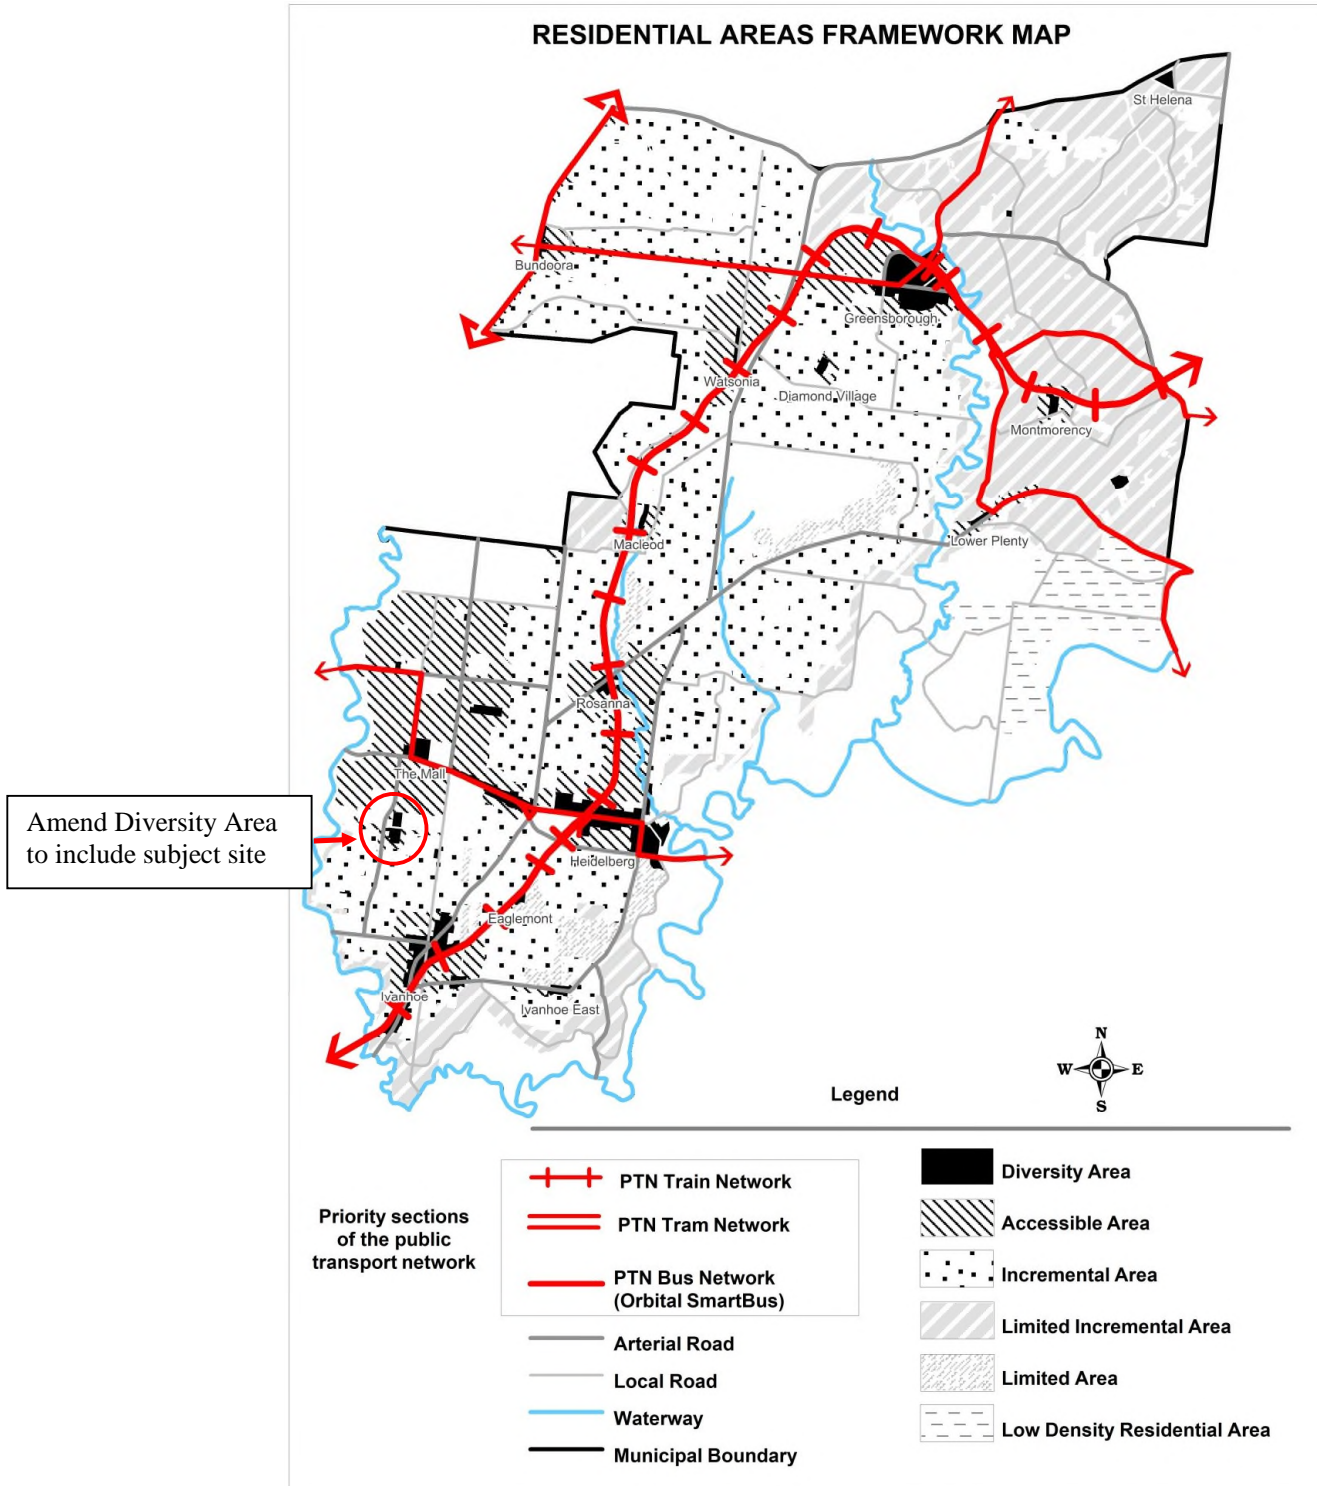 RESIDENTIAL AREAS FRAMEWORK MAP
St Helena
Bundoora
Greensborough
Watsonia
Diamond Village
Montmorency
Macleod
Lower Plenty
Rosanna
The Mall
Amend Diversity Area
to include subject site
Heidelberg
Eaglemont
Ivanhoe
Ivanhoe East
N
W
E
S
Legend
Priority sections
of the public
transport network
PTN Train Network
PTN Tram Network
PTN Bus Network
(Orbital SmartBus)
Arterial Road
Local Road
Waterway
Municipal Boundary
Diversity Area
Accessible Area
Incremental Area
Limited Incremental Area
Limited Area
Low Density Residential Area